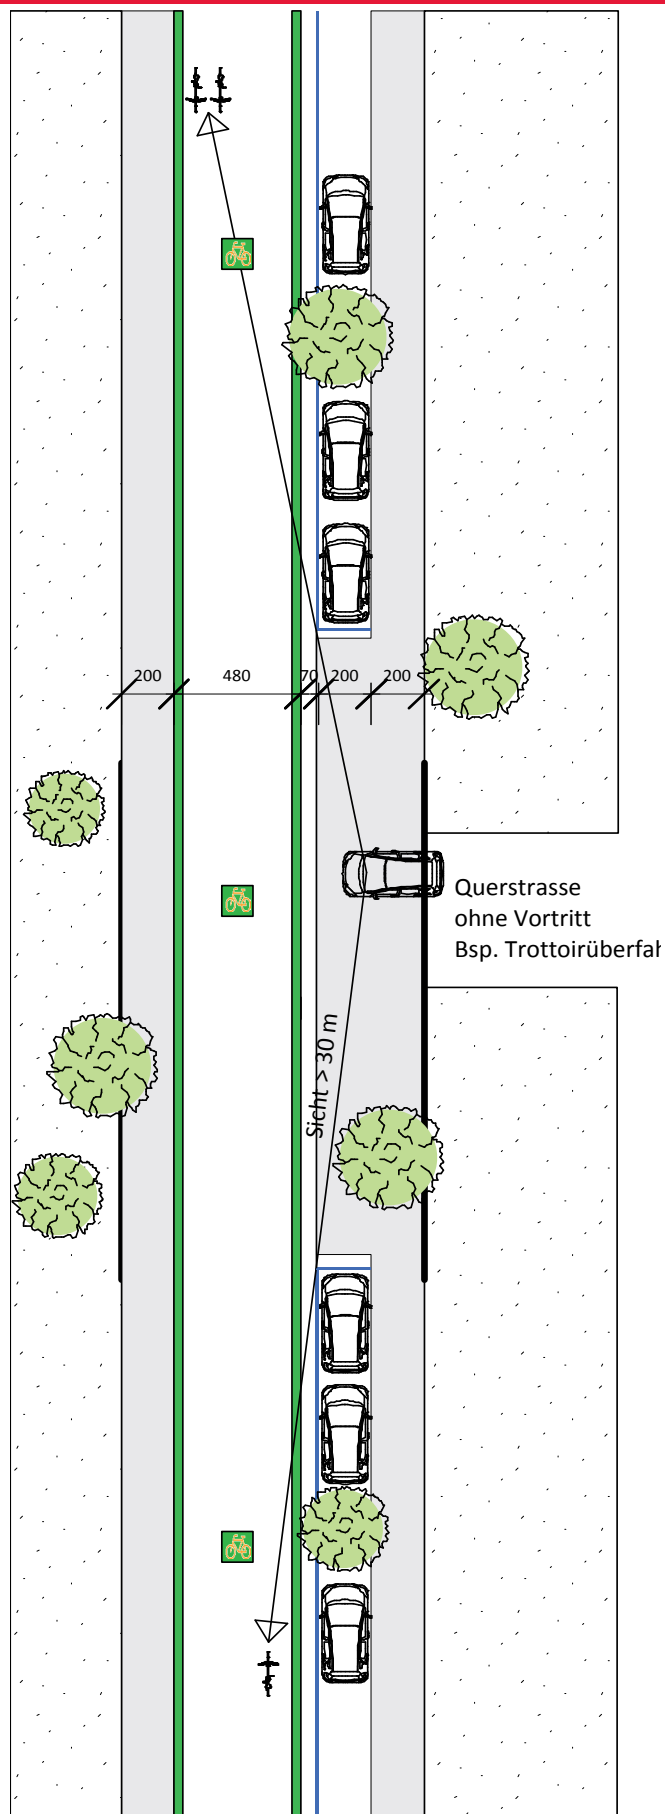 200 480 70 200 200
Querstrasse
ohne Vortritt
Bsp. Trottoirüberfah
Sicht > 30 m